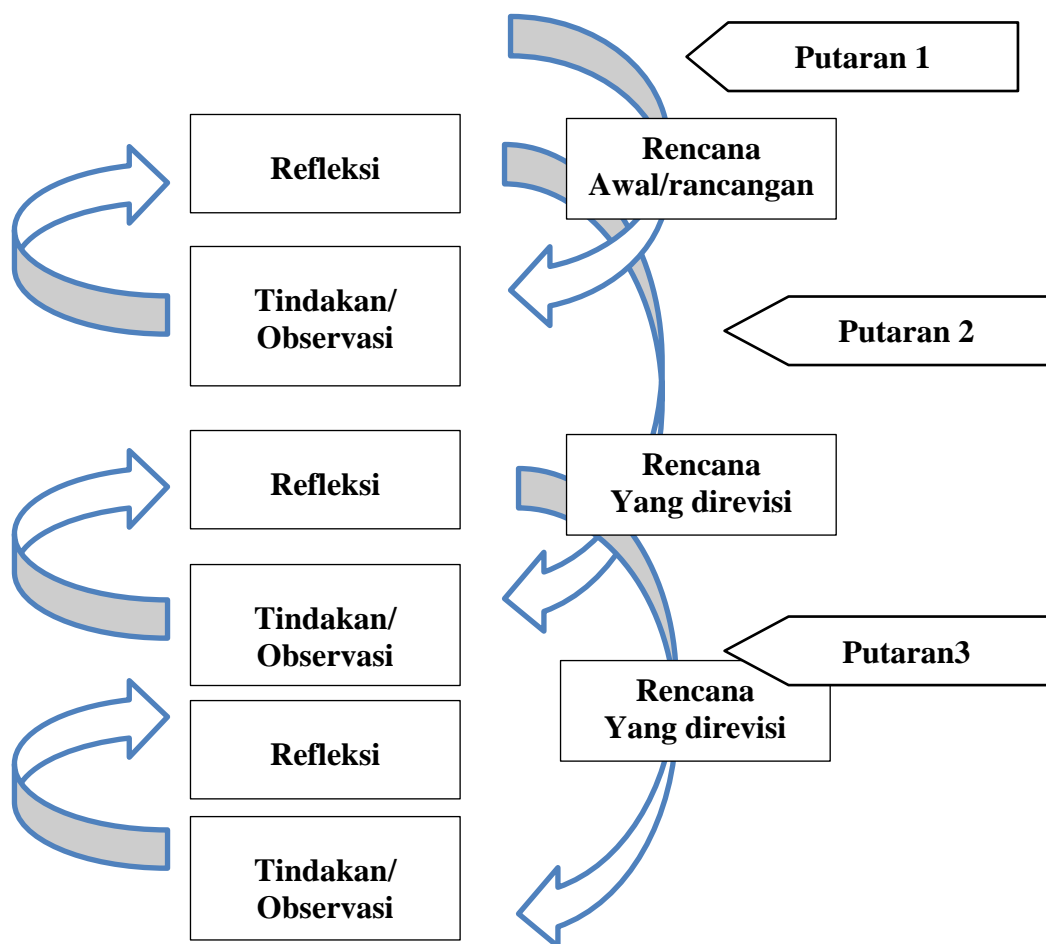 Putaran 1
Refleksi
Rencana
Awal/rancangan
Tindakan/
Observasi
Putaran 2
Refleksi
Rencana
Yang direvisi
Tindakan/
Observasi
Putaran3
Rencana
Yang direvisi
Refleksi
Tindakan/
Observasi